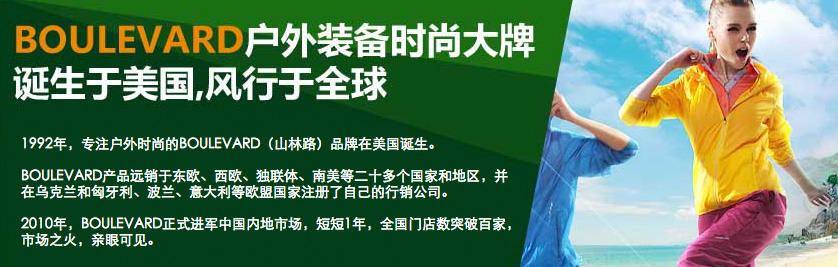 BOULEVARD户外装备时尚大牌
诞生于美国,风行于全球
1992年，专注户外时尚的BOULEVARD（山林路）品牌在美国诞生。
BOULEVARD产品远销于东欧、西欧、独联体、南美等二十多个国家和地区，并
在乌克兰和匈牙利、波兰、意大利等欧盟国家注册了自己的行销公司。
2010年，BOULEVARD正式进军中国内地市场，短短1年，全国门店数突破百家，
市场之火，亲眼可见。